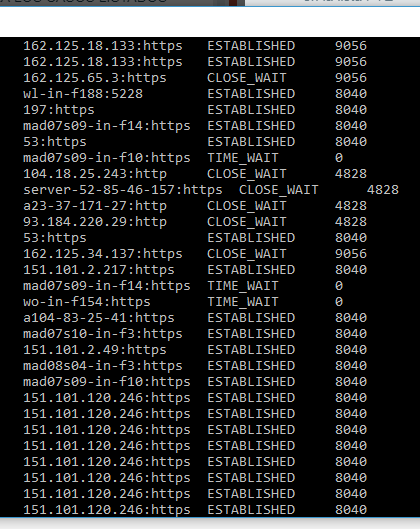 162.125.18.133:https ESTABLISHED 9056
162.125.18.133:https ESTABLISHED 9056
162.125.65.3:https CLOSE_WAIT 9056
wl-in-f188:5228 ESTABLISHED 8040
197:https ESTABLISHED 8040
mad07s09-in-f14:https ESTABLISHED 8040
53:https ESTABLISHED 8040
mad07s09-in-f10:https TIME_WAIT 0
104.18.25.243:http CLOSE_WAIT 4828
server-52-85-46-157:https CLOSE_WAIT 4828
a23-37-171-27:http CLOSE_WAIT 4828
93.184.220.29:http CLOSE_WAIT 4828
53:https ESTABLISHED 8040
162.125.34.137:https CLOSE_WAIT 9056
151.101.2.217:https ESTABLISHED 8040
mad07s09-in-f14:https TIME_WAIT 0
wo-in-f154:https TIME_WAIT 0
a104-83-25-41:https ESTABLISHED 8040
mad07s10-in-f3:https ESTABLISHED 8040
151.101.2.49:https ESTABLISHED 8040
mad08s04-in-f3:https ESTABLISHED 8040
mad07s09-in-f10:https ESTABLISHED 8040
151.101.120.246:https ESTABLISHED 8040
151.101.120.246:https ESTABLISHED 8040
151.101.120.246:https ESTABLISHED 8040
151.101.120.246:https ESTABLISHED 8040
151.101.120.246:https ESTABLISHED 8040
151.101.120.246:https ESTABLISHED 8040
151.101.120.246:https ESTABLISHED 8040
151.101.120.246:https ESTABLISHED 8040